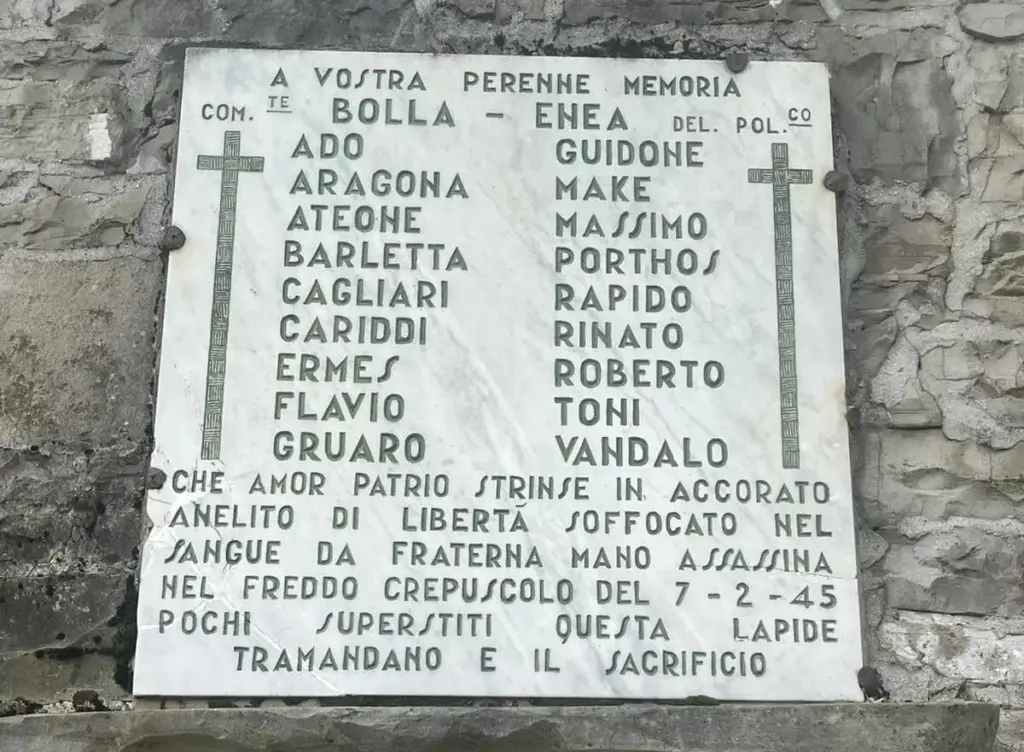 A VOSTRA PERENNE MEMORIA
COM.TE BOLLA - ENEA DEL. POL.CO
ADO GUIDONE
ARAGONA MAKE
ATEONE MASSIMO
BARLETTA PORTHOS
CAGLIARI RAPIDO
CARIDDI RINATO
ERMES ROBERTO
FLAVIO TONI
GRUARO VANDALO
CHE AMOR PATRIO STRINSE IN ACCORATO
ANELITO DI LIBERTÀ SOFFOCATO NEL
SANGUE DA FRATERNA MANO ASSASSINA
NEL FREDDO CREPUSCOLO DEL 7-2-45
POCHI SUPERSTITI QUESTA LAPIDE
TRAMANDANO E IL SACRIFICIO